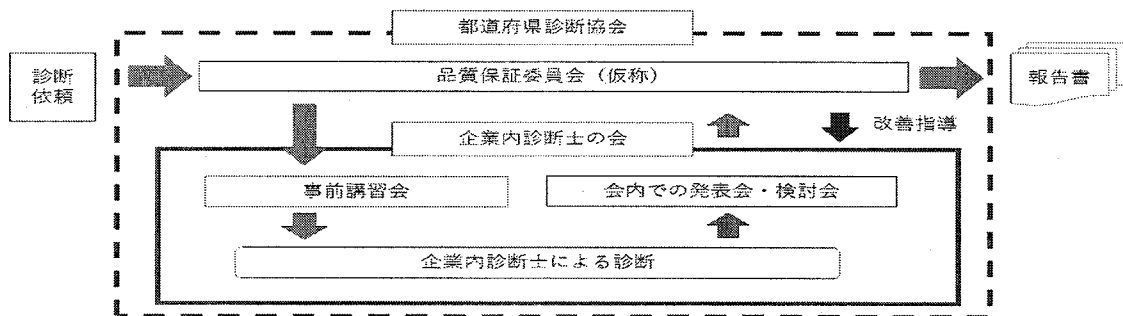 都道府県診断協会
診断
依頼
品質保証委員会（仮称）
報告書
改善指導
企業内診断士の会
事前講習会
会内での発表会・検討会
企業内診断士による診断